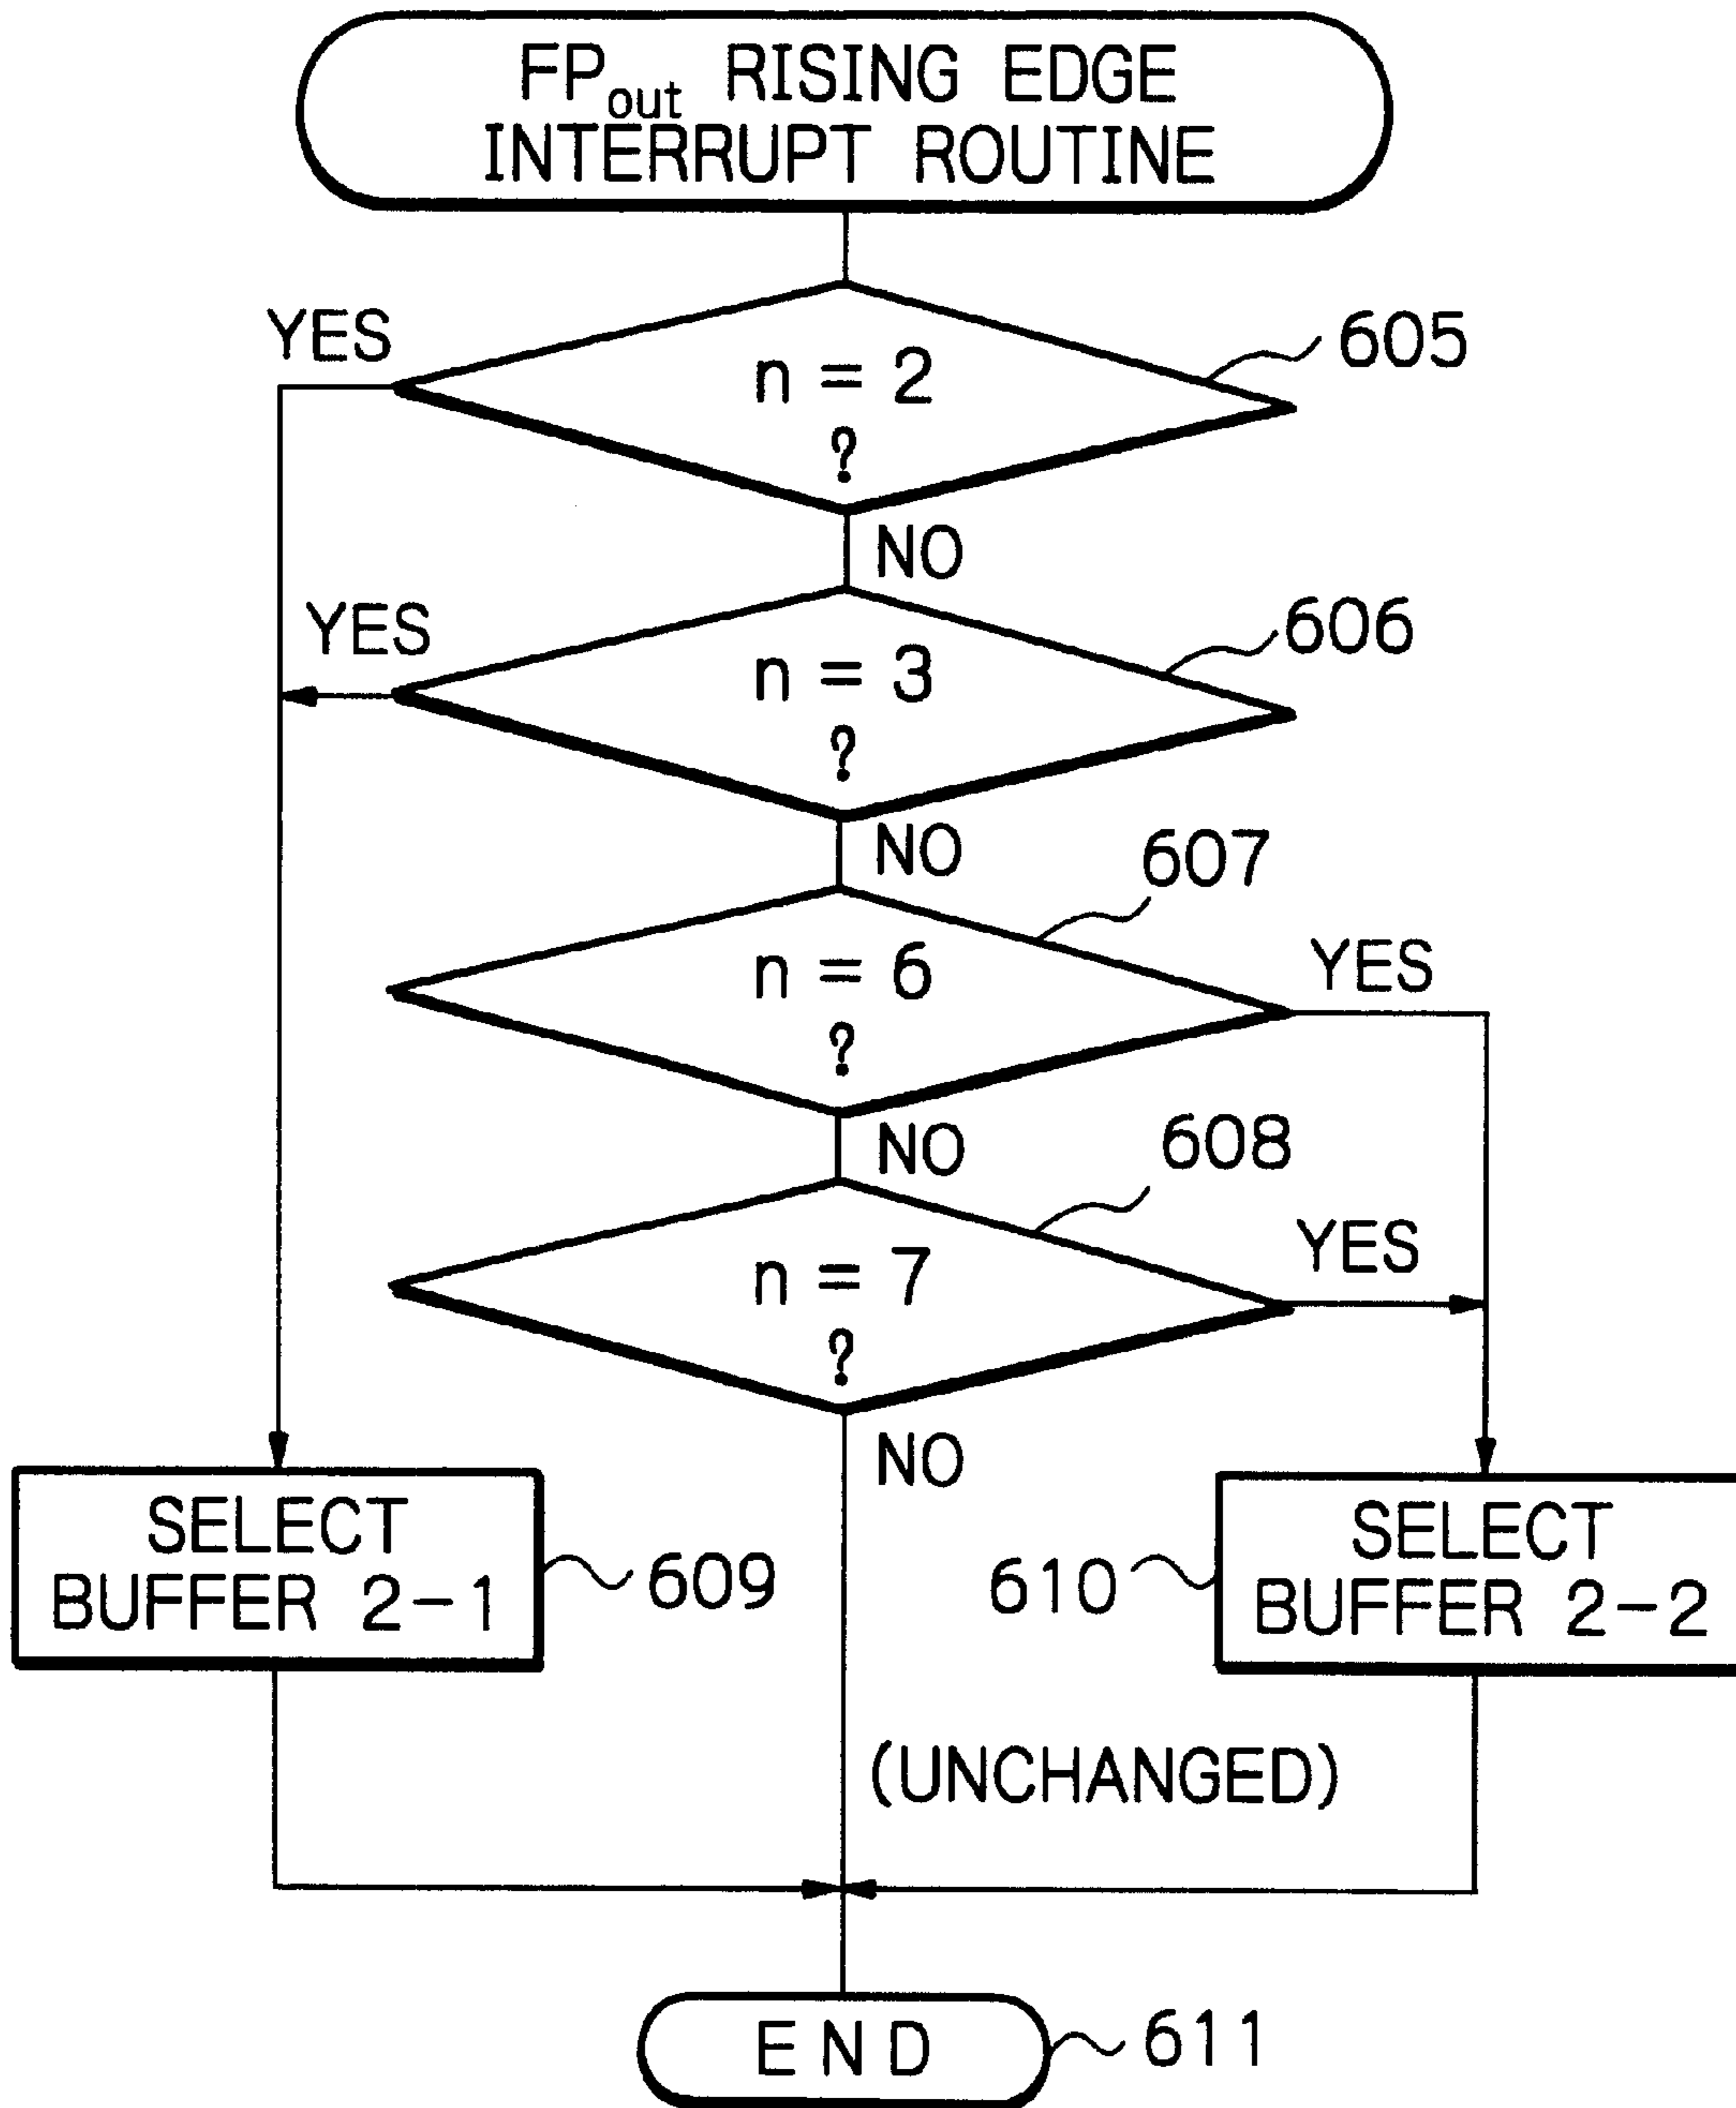 FPout RISING EDGE
INTERRUPT ROUTINE
YES
605
n = 2
?
NO
YES
606
n = 3
?
NO
607
n = 6
?
YES
NO
608
n = 7
?
YES
NO
SELECT
BUFFER 2-1
609
610
SELECT
BUFFER 2-2
(UNCHANGED)
END
611